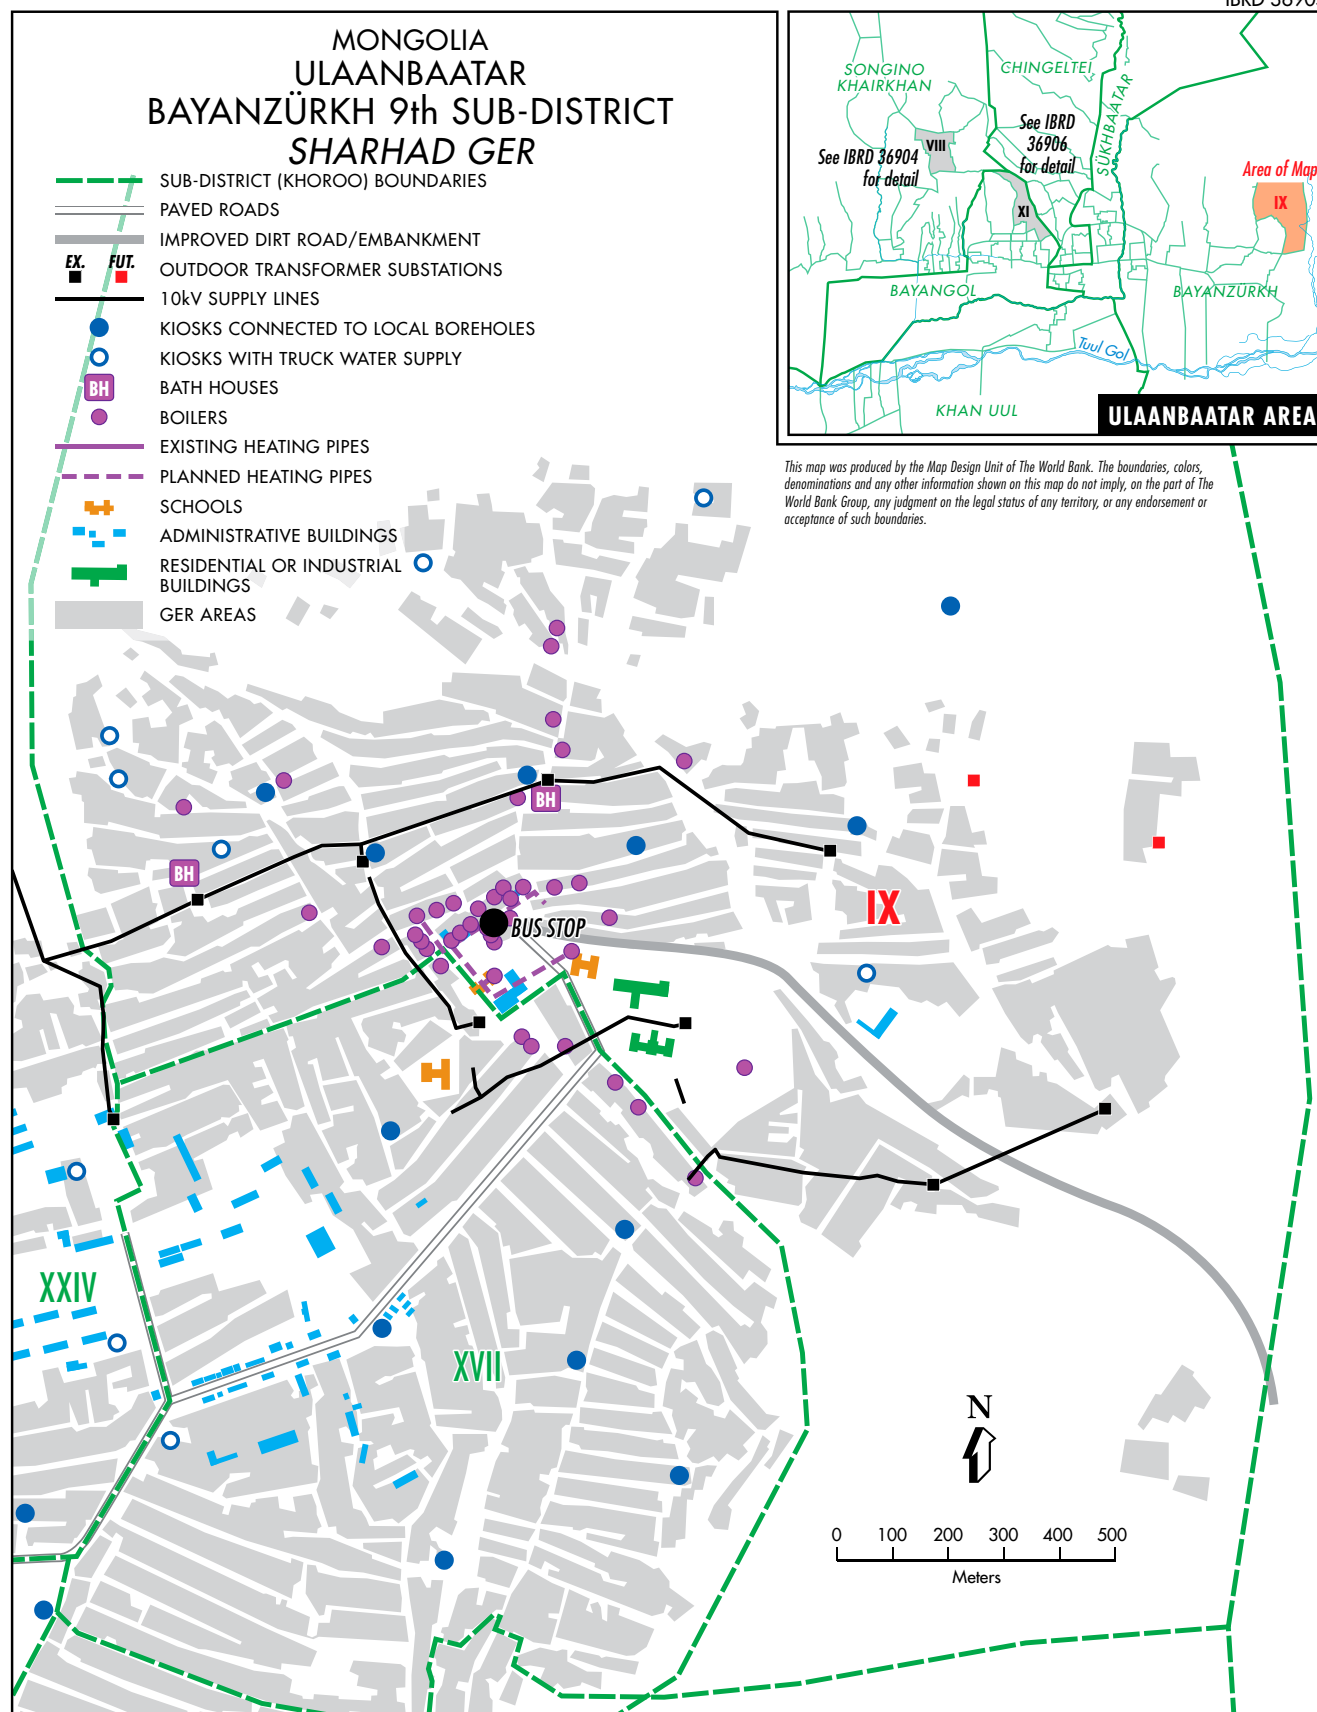 MONGOLIA
ULAANBAATAR
BAYANZÜRKH 9th SUB-DISTRICT
SHARHAD GER
SUB-DISTRICT (KHOROO) BOUNDARIES
PAVED ROADS
IMPROVED DIRT ROAD/EMBANKMENT
EX. FUT.
OUTDOOR TRANSFORMER SUBSTATIONS
10kV SUPPLY LINES
KIOSKS CONNECTED TO LOCAL BOREHOLES
KIOSKS WITH TRUCK WATER SUPPLY
BH
BATH HOUSES
BOILERS
EXISTING HEATING PIPES
PLANNED HEATING PIPES
SCHOOLS
ADMINISTRATIVE BUILDINGS
RESIDENTIAL OR INDUSTRIAL
BUILDINGS
GER AREAS
SONGINO
KHAIRKHAN
CHINGELTEI
SÜKHBAATAR
See IBRD 36904
for detail
VIII
See IBRD
36906
for detail
XI
Area of Map
IX
BAYANGOL
BAYANZÜRKH
Tuul Gol
KHAN UUL
ULAANBAATAR AREA
This map was produced by the Map Design Unit of The World Bank. The boundaries, colors,
denominations and any other information shown on this map do not imply, on the part of The
World Bank Group, any judgment on the legal status of any territory, or any endorsement or
acceptance of such boundaries.
BH
BH
BUS STOP
IX
XXIV
XVII
N
0 100 200 300 400 500
Meters